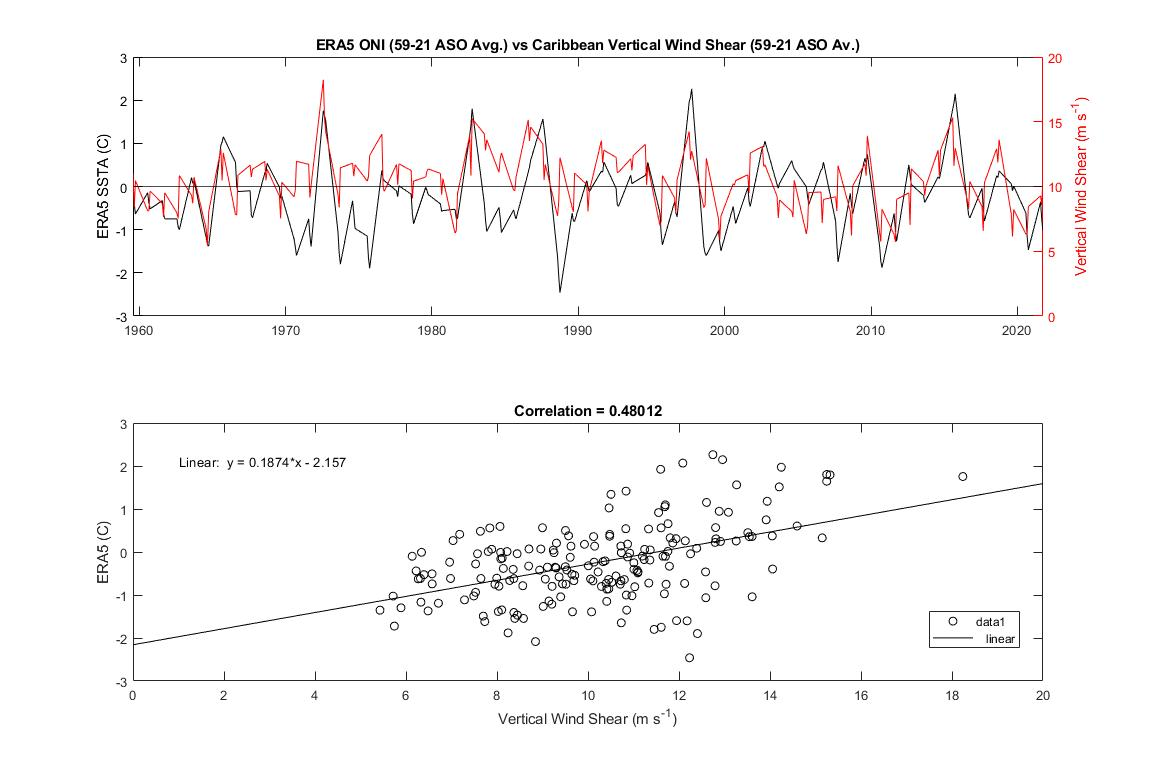 ERA5 ONI (59-21 ASO Avg.) vs Caribbean Vertical Wind Shear (59-21 ASO Av.)
ERA5 SSTA (C)
3
2
1
0
-1
-2
-3
20
15
10
5
0
Vertical Wind Shear (m s⁻¹)
1960 1970 1980 1990 2000 2010 2020
Correlation = 0.48012
Linear: y = 0.1874*x - 2.157
ERA5 (C)
3
2
1
0
-1
-2
-3
data1
linear
0 2 4 6 8 10 12 14 16 18 20
Vertical Wind Shear (m s⁻¹)